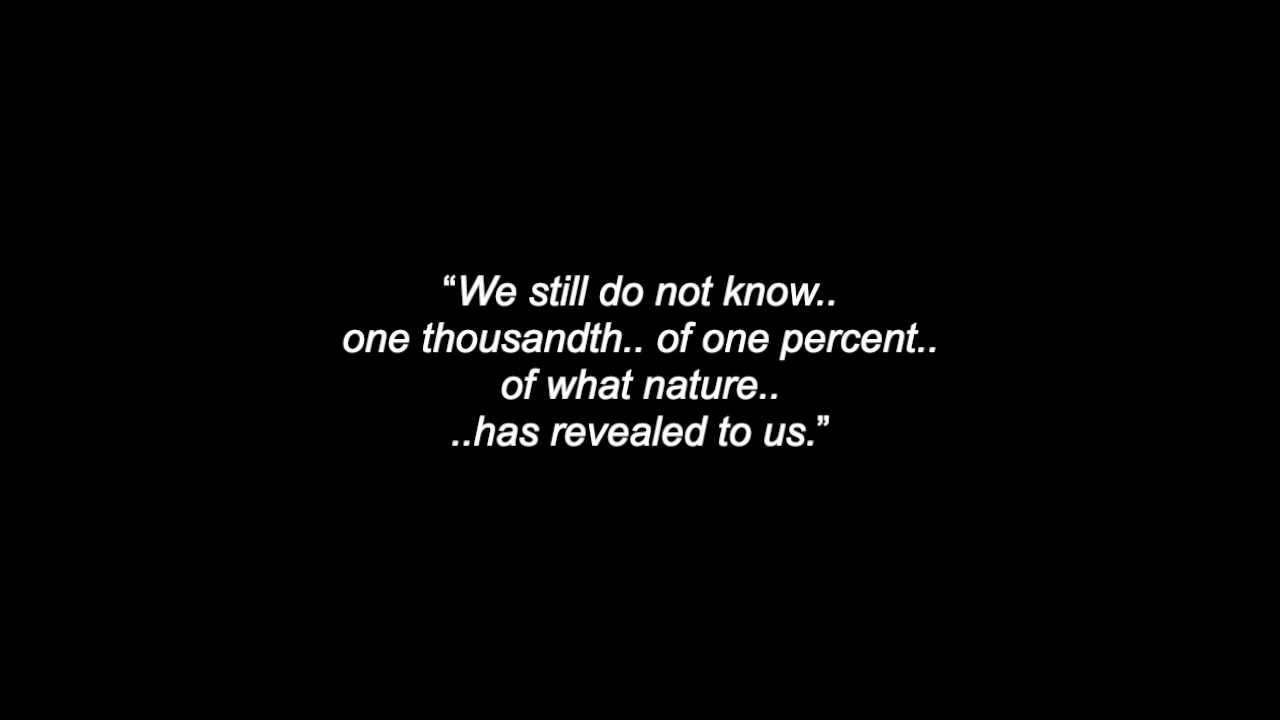 “We still do not know..
one thousandth.. of one percent..
of what nature..
..has revealed to us.”